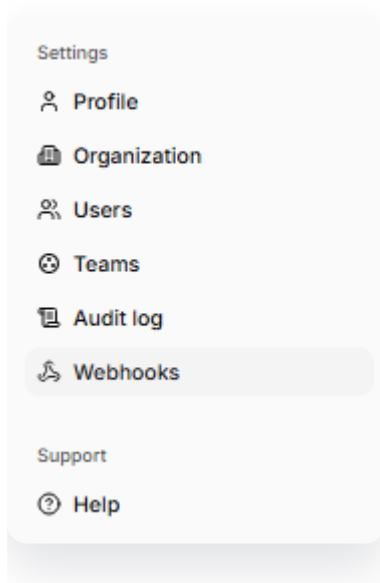 Settings
Profile
Organization
Users
Teams
Audit log
Webhooks
Support
Help